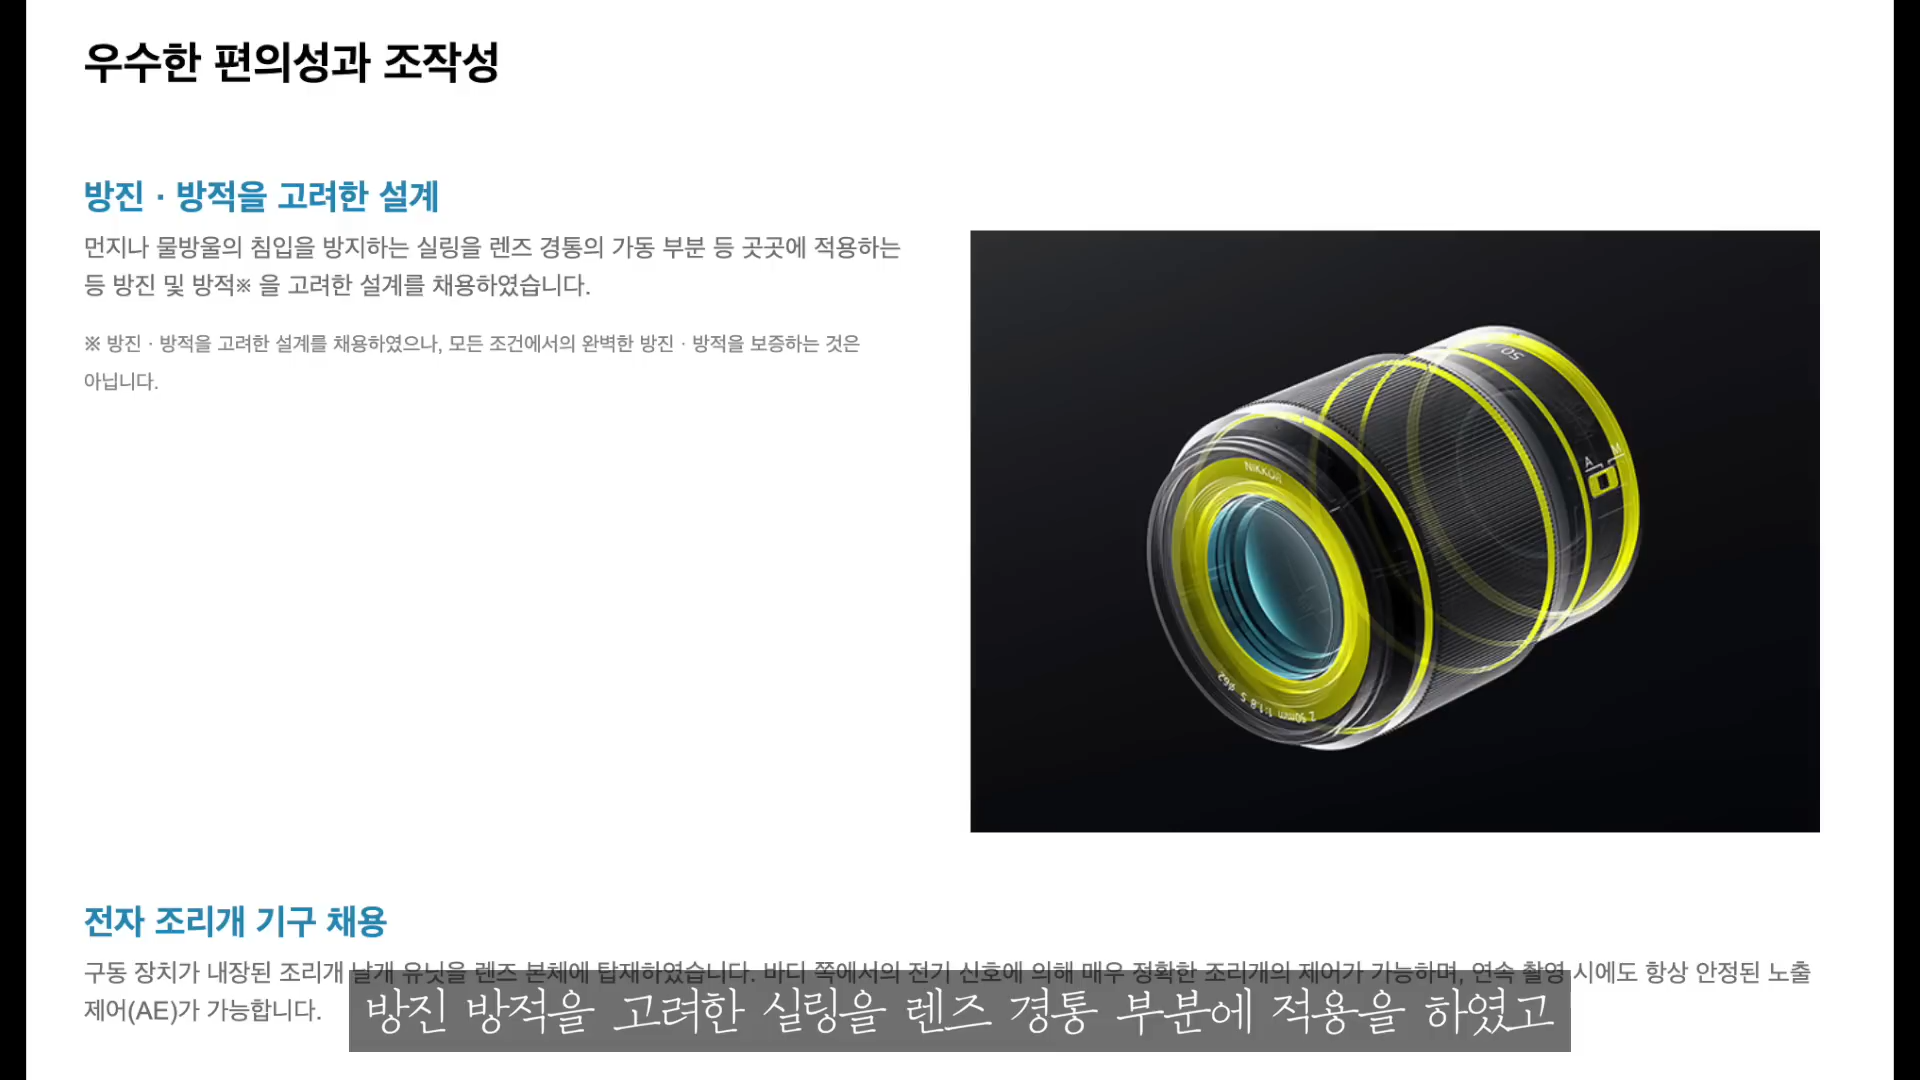 우수한 편의성과 조작성
방진 · 방적을 고려한 설계
먼지나 물방울의 침입을 방지하는 실링을 렌즈 경통의 가동 부분 등 곳곳에 적용하는
등 방진 및 방적※ 을 고려한 설계를 채용하였습니다.
※ 방진 · 방적을 고려한 설계를 채용하였으나, 모든 조건에서의 완벽한 방진 · 방적을 보증하는 것은
아닙니다.
NIKKOR
Z 50mm 1:1.8 S ø62
50
A M
전자 조리개 기구 채용
구동 장치가 내장된 조리개 날개 유닛을 렌즈 본체에 탑재하였습니다. 바디 쪽에서의 전기 신호에 의해 매우 정확한 조리개의 제어가 가능하며, 연속 촬영 시에도 항상 안정된 노출
제어(AE)가 가능합니다.
방진 방적을 고려한 실링을 렌즈 경통 부분에 적용을 하였고